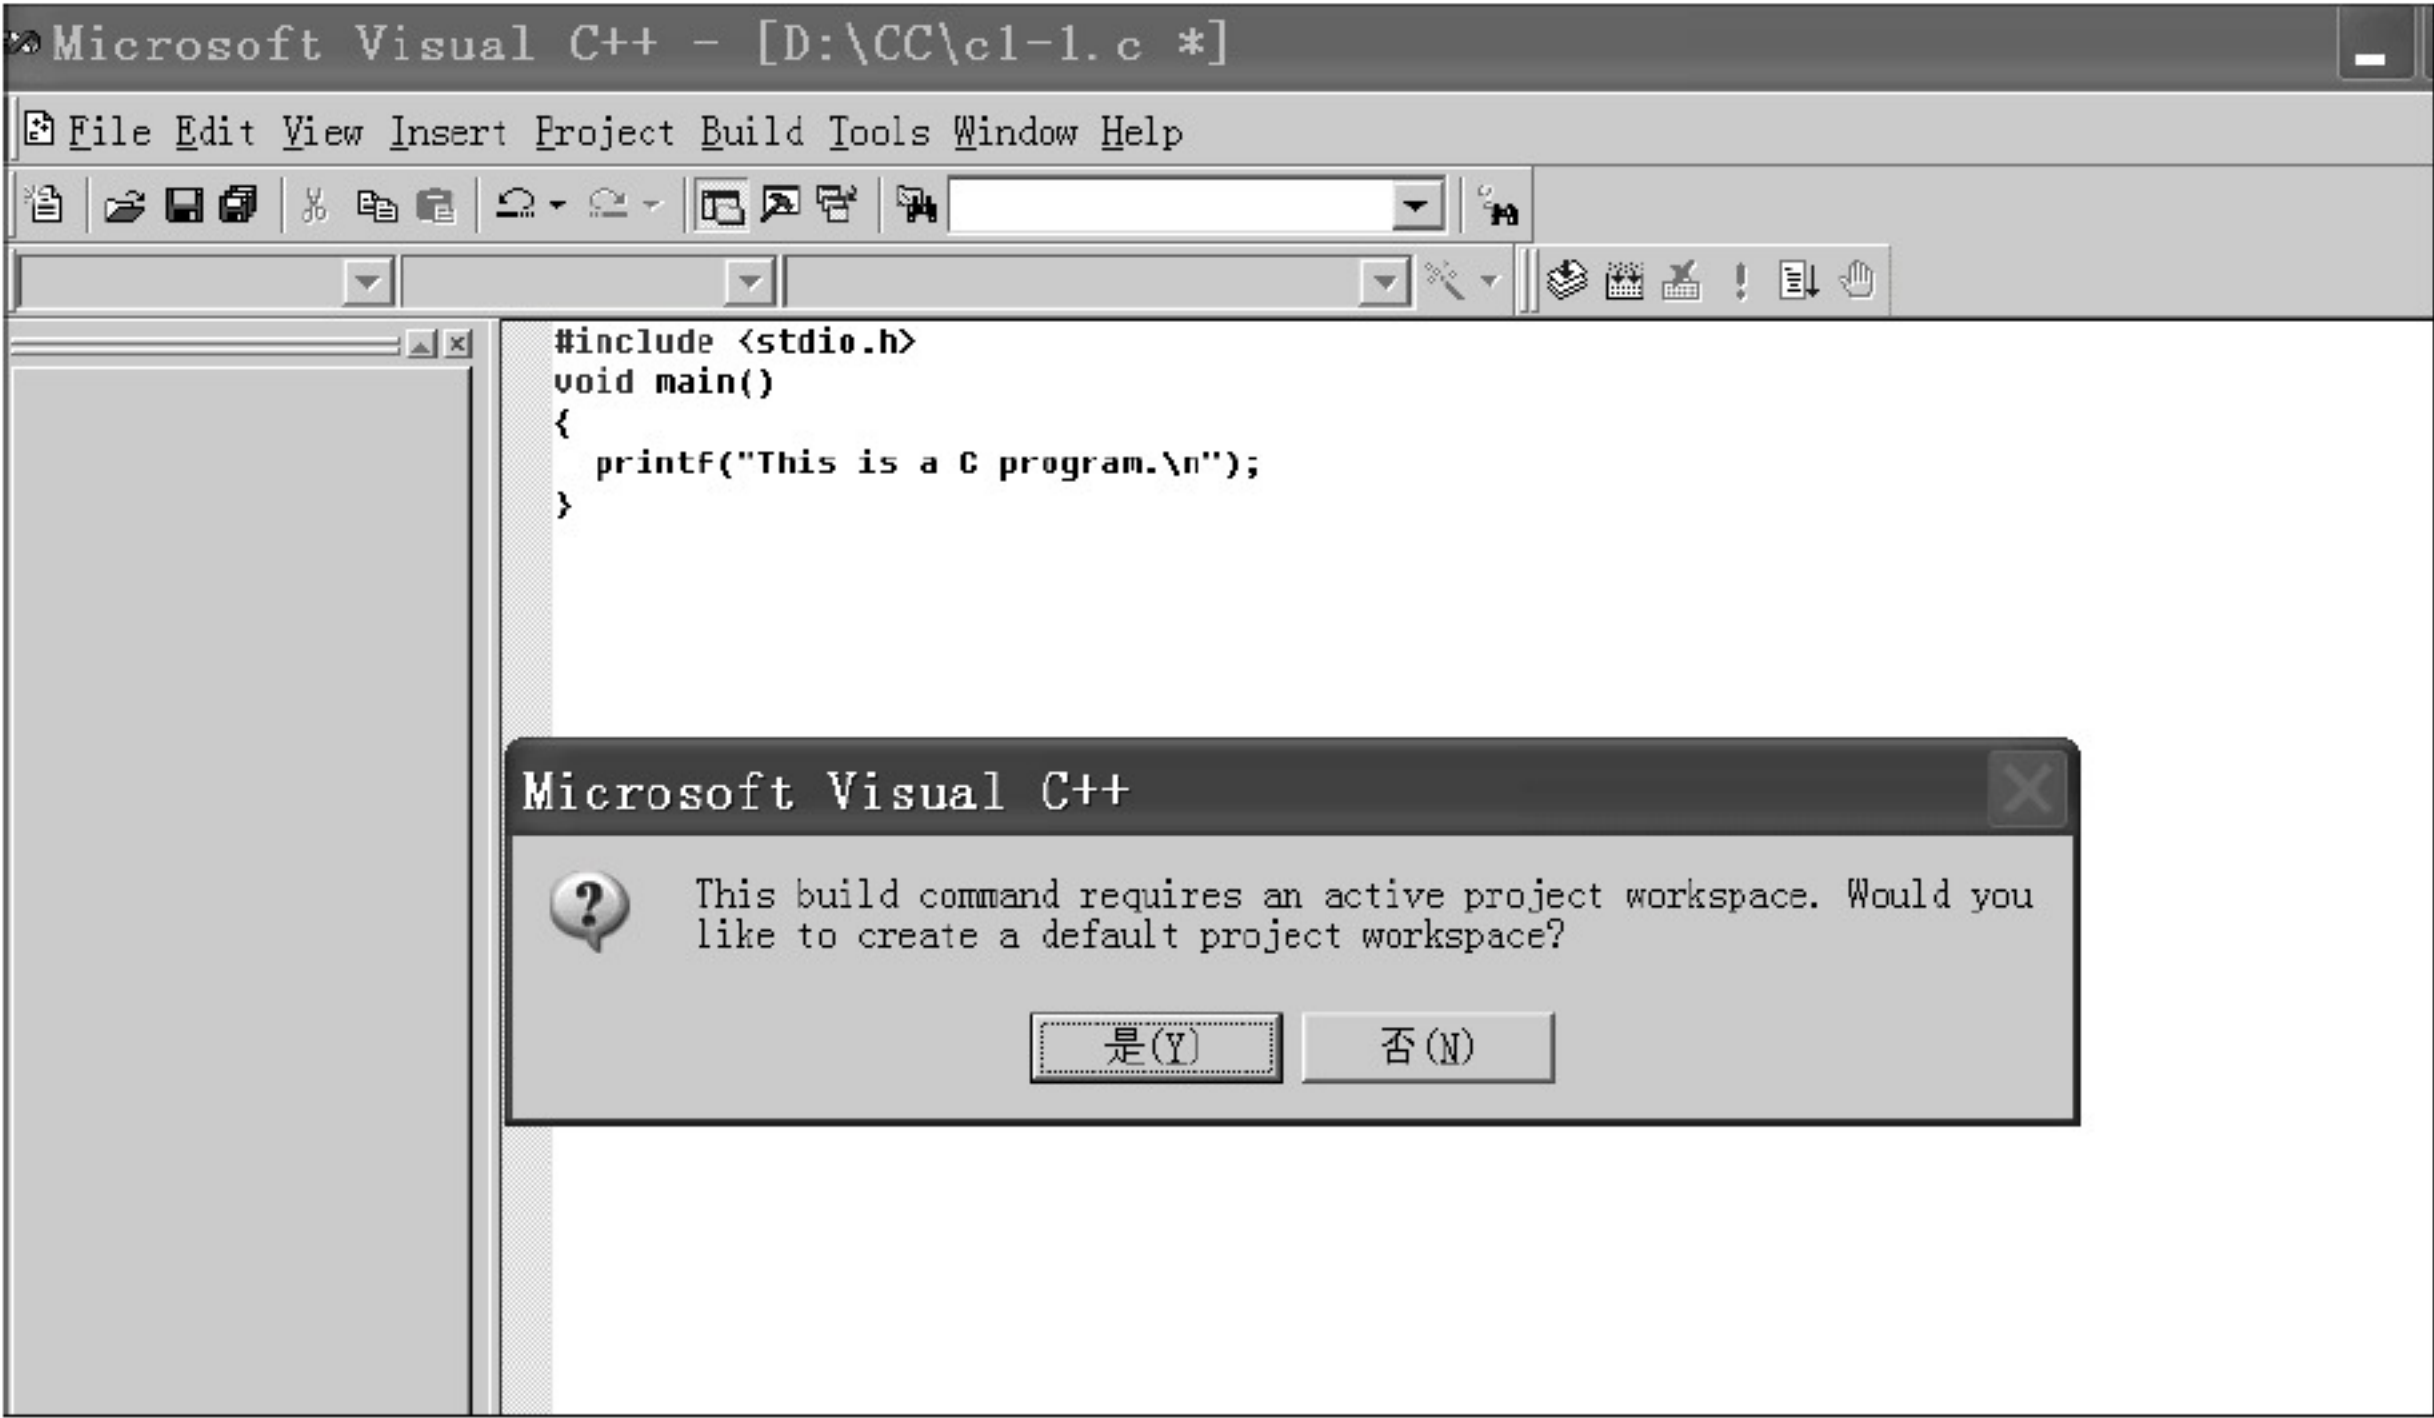 Microsoft Visual C++ - [D:\CC\c1-1.c *]
File Edit View Insert Project Build Tools Window Help
#include <stdio.h>
void main()
{
printf("This is a C program.\n");
}
Microsoft Visual C++
This build command requires an active project workspace. Would you
like to create a default project workspace?
是(Y) 否(N)